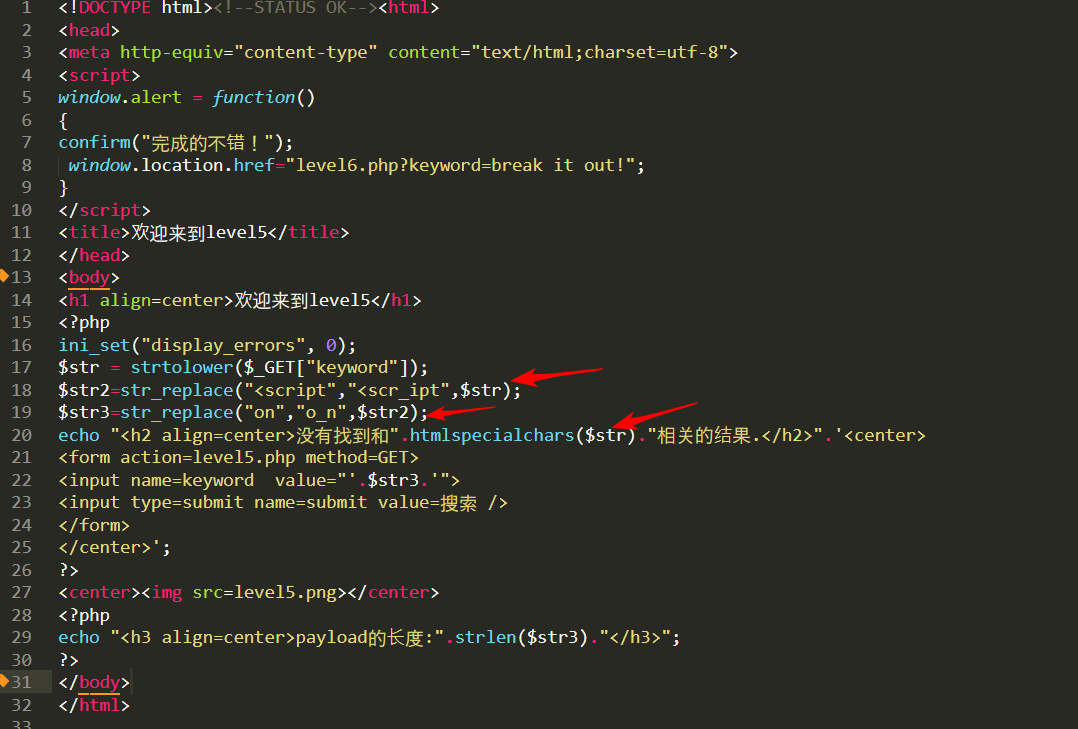 1 <!DOCTYPE html><!--STATUS OK--><html>
2 <head>
3 <meta http-equiv="content-type" content="text/html;charset=utf-8">
4 <script>
5 window.alert = function()
6 {
7 confirm("完成的不错！");
8  window.location.href="level6.php?keyword=break it out!";
9 }
10 </script>
11 <title>欢迎来到level5</title>
12 </head>
13 <body>
14 <h1 align=center>欢迎来到level5</h1>
15 <?php
16 ini_set("display_errors", 0);
17 $str = strtolower($_GET["keyword"]);
18 $str2=str_replace("<script","<scr_ipt",$str);
19 $str3=str_replace("on","o_n",$str2);
20 echo "<h2 align=center>没有找到和".htmlspecialchars($str)."相关的结果.</h2>".'<center>
21 <form action=level5.php method=GET>
22 <input name=keyword  value="'.$str3.'">
23 <input type=submit name=submit value=搜索 />
24 </form>
25 </center>';
26 ?>
27 <center><img src=level5.png></center>
28 <?php
29 echo "<h3 align=center>payload的长度:".strlen($str3)."</h3>";
30 ?>
31 </body>
32 </html>
33